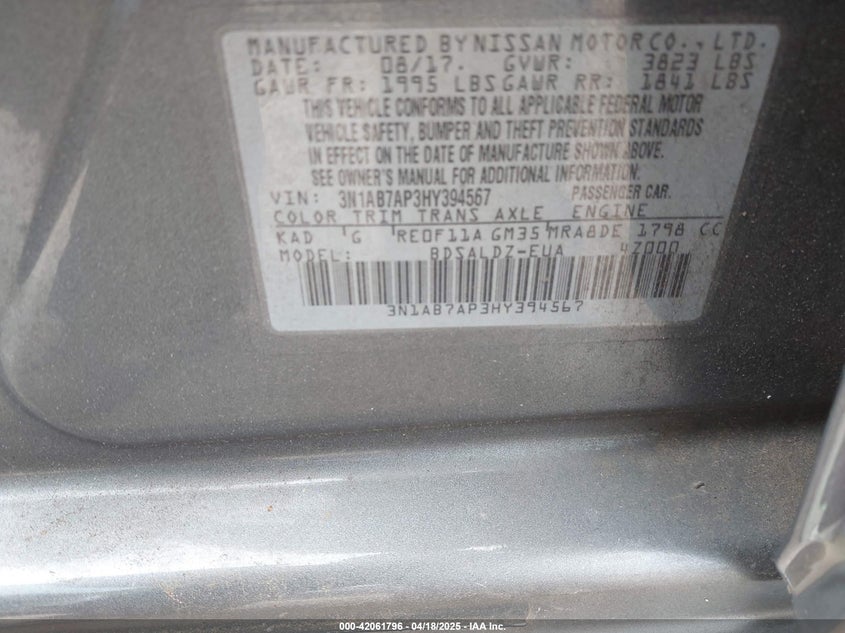 MANUFACTURED BY NISSAN MOTOR CO., LTD.
DATE: 08/17. GVWR: 3823 LBS
GAWR FR: 1995 LBS GAWR RR: 1841 LBS
THIS VEHICLE CONFORMS TO ALL APPLICABLE FEDERAL MOTOR
VEHICLE SAFETY, BUMPER AND THEFT PREVENTION STANDARDS
IN EFFECT ON THE DATE OF MANUFACTURE SHOWN ABOVE.
SEE OWNER'S MANUAL FOR ADDITIONAL INFORMATION
VIN: 3N1AB7AP3HY394567 PASSENGER CAR.
COLOR TRIM TRANS AXLE ENGINE
KAD G RE0F11A GM35 MRA8DE 1798 CC
MODEL: BDSALDZ-EUA 4Z000
3N1AB7AP3HY394567
000-42061796 - 04/18/2025 - IAA Inc.